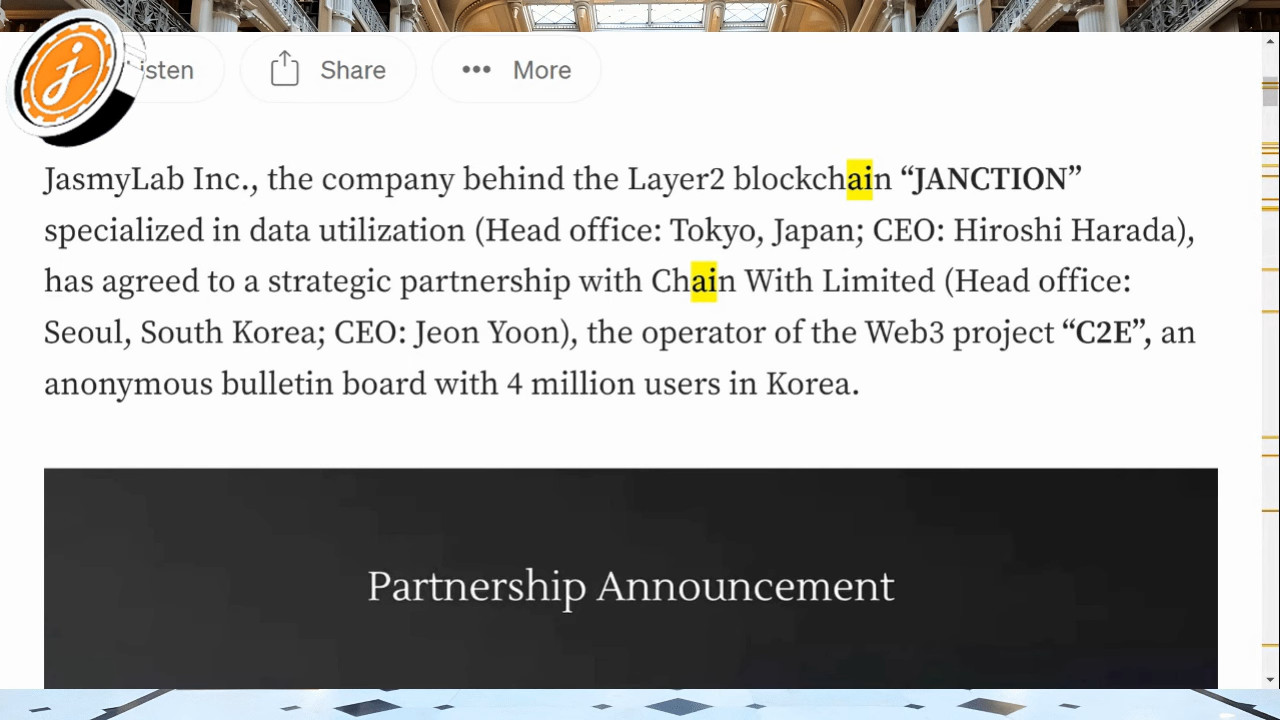 isten
Share
More
JasmyLab Inc., the company behind the Layer2 blockchain “JANCTION”
specialized in data utilization (Head office: Tokyo, Japan; CEO: Hiroshi Harada),
has agreed to a strategic partnership with Chain With Limited (Head office:
Seoul, South Korea; CEO: Jeon Yoon), the operator of the Web3 project “C2E”, an
anonymous bulletin board with 4 million users in Korea.
Partnership Announcement